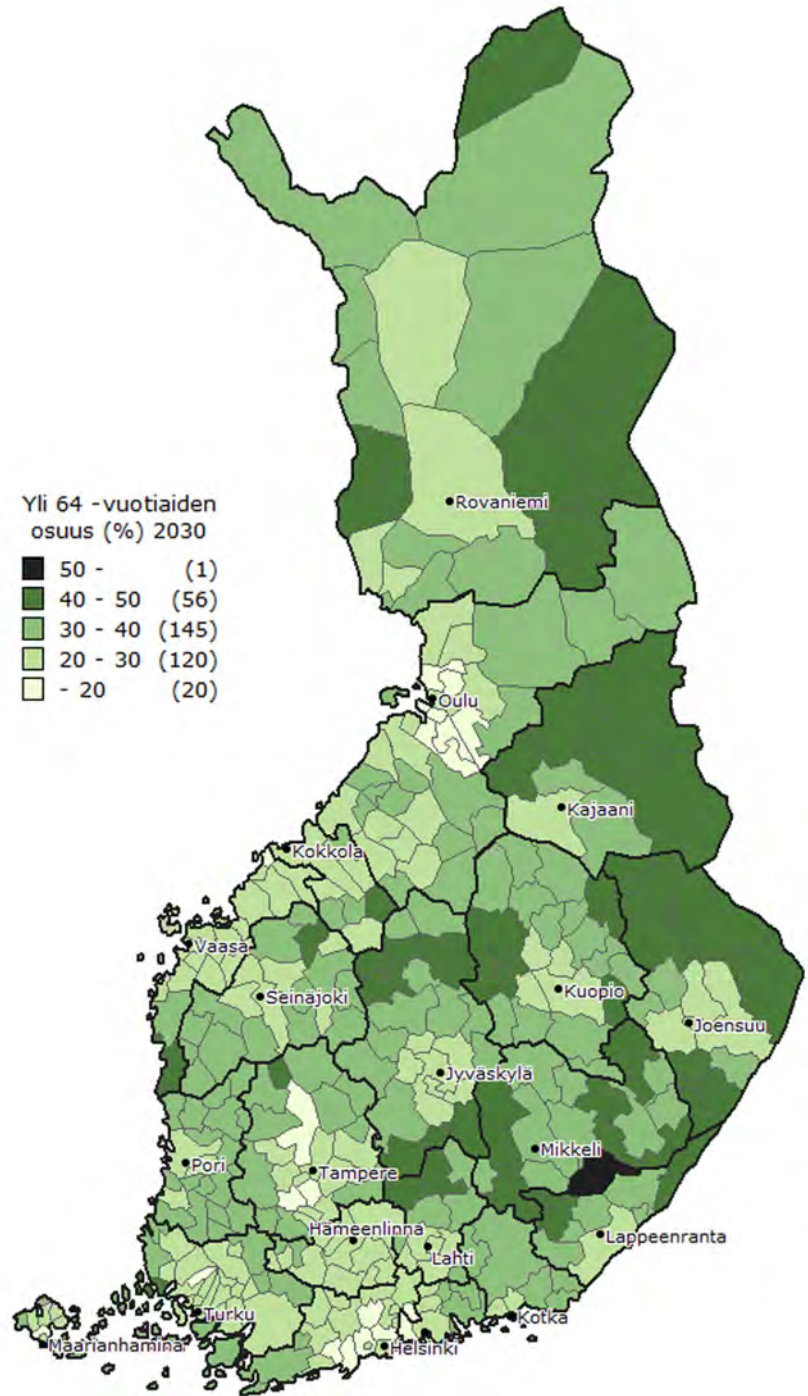 Yli 64 -vuotiaiden
osuus (%) 2030
50 - (1)
40 - 50 (56)
30 - 40 (145)
20 - 30 (120)
- 20 (20)
Rovaniemi
Oulu
Kajaani
Kokkola
Vaasa
Seinäjoki
Kuopio
Joensuu
Jyväskylä
Mikkeli
Pori
Tampere
Hämeenlinna
Lappeenranta
Lahti
Turku
Kotka
Maarianhamina
Helsinki